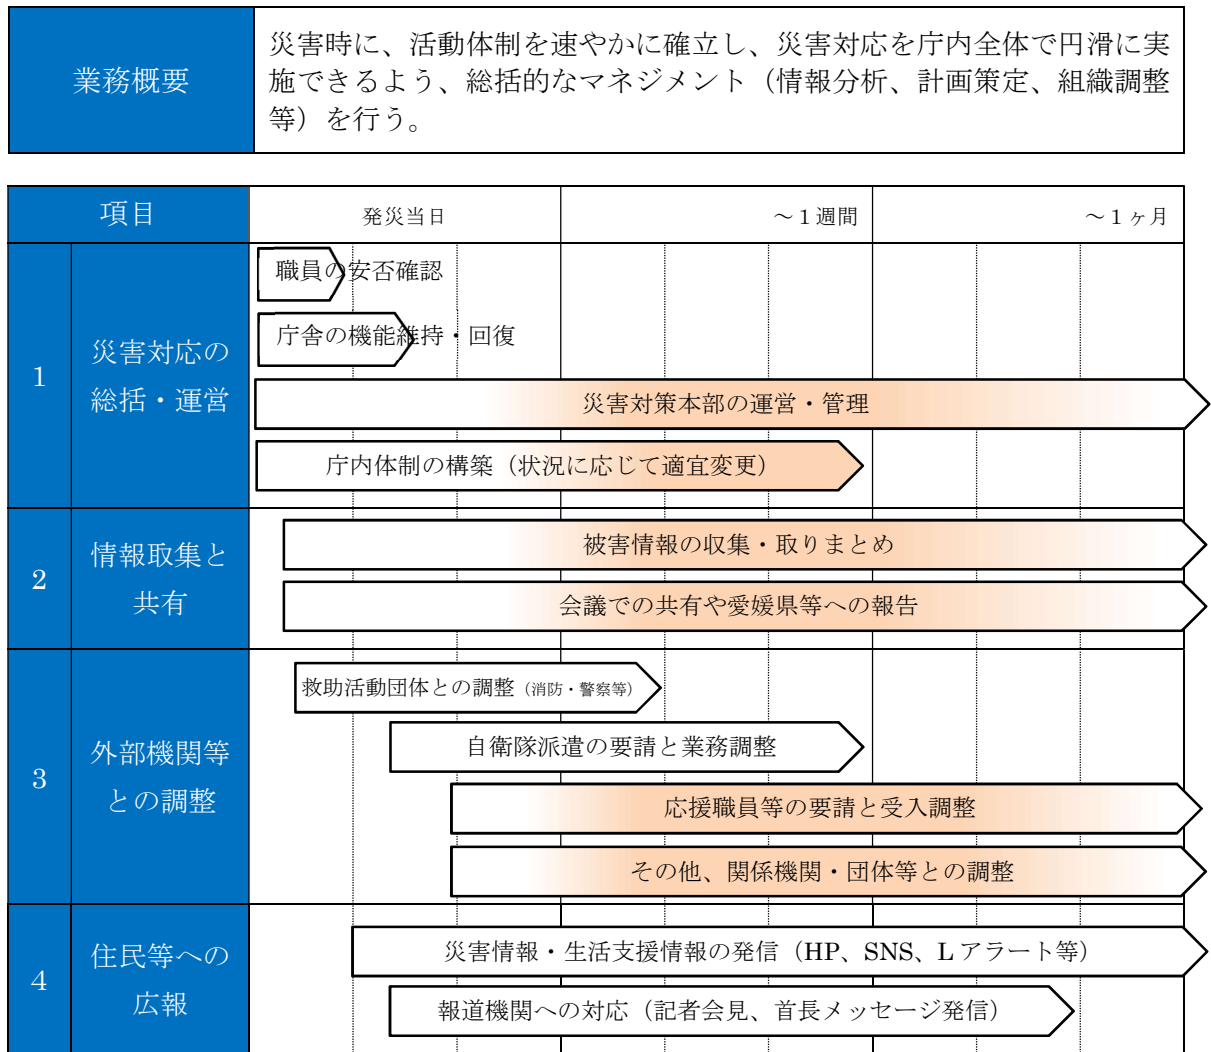 業務概要
災害時に、活動体制を速やかに確立し、災害対応を庁内全体で円滑に実
施できるよう、総括的なマネジメント（情報分析、計画策定、組織調整
等）を行う。
項目
発災当日
～１週間
～１ヶ月
1
災害対応の
総括・運営
職員の安否確認
庁舎の機能維持・回復
災害対策本部の運営・管理
庁内体制の構築（状況に応じて適宜変更）
2
情報取集と
共有
被害情報の収集・取りまとめ
会議での共有や愛媛県等への報告
3
外部機関等
との調整
救助活動団体との調整（消防・警察等）
自衛隊派遣の要請と業務調整
応援職員等の要請と受入調整
その他、関係機関・団体等との調整
4
住民等への
広報
災害情報・生活支援情報の発信（HP、SNS、Lアラート等）
報道機関への対応（記者会見、首長メッセージ発信）